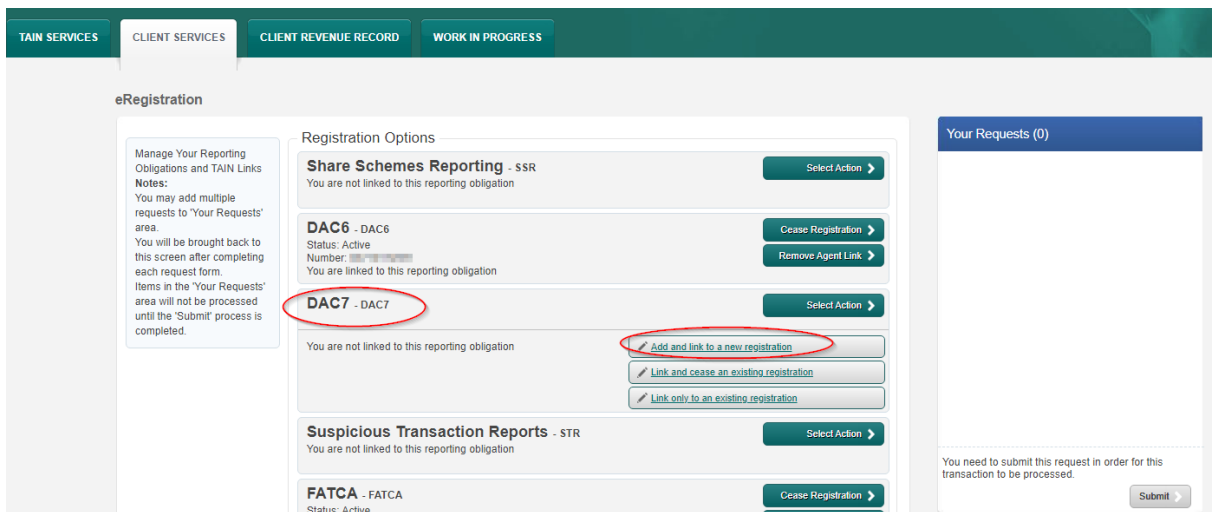 TAIN SERVICES
CLIENT SERVICES
CLIENT REVENUE RECORD
WORK IN PROGRESS
eRegistration
Manage Your Reporting
Obligations and TAIN Links
Notes:
You may add multiple
requests to 'Your Requests'
area.
You will be brought back to
this screen after completing
each request form.
Items in the 'Your Requests'
area will not be processed
until the 'Submit' process is
completed.
Registration Options
Share Schemes Reporting - SSR
You are not linked to this reporting obligation
Select Action
DAC6 - DAC6
Status: Active
Number:
You are linked to this reporting obligation
Cease Registration
Remove Agent Link
DAC7 - DAC7
Select Action
You are not linked to this reporting obligation
Add and link to a new registration
Link and cease an existing registration
Link only to an existing registration
Suspicious Transaction Reports - STR
You are not linked to this reporting obligation
Select Action
FATCA - FATCA
Status: Active
Cease Registration
Your Requests (0)
You need to submit this request in order for this
transaction to be processed.
Submit